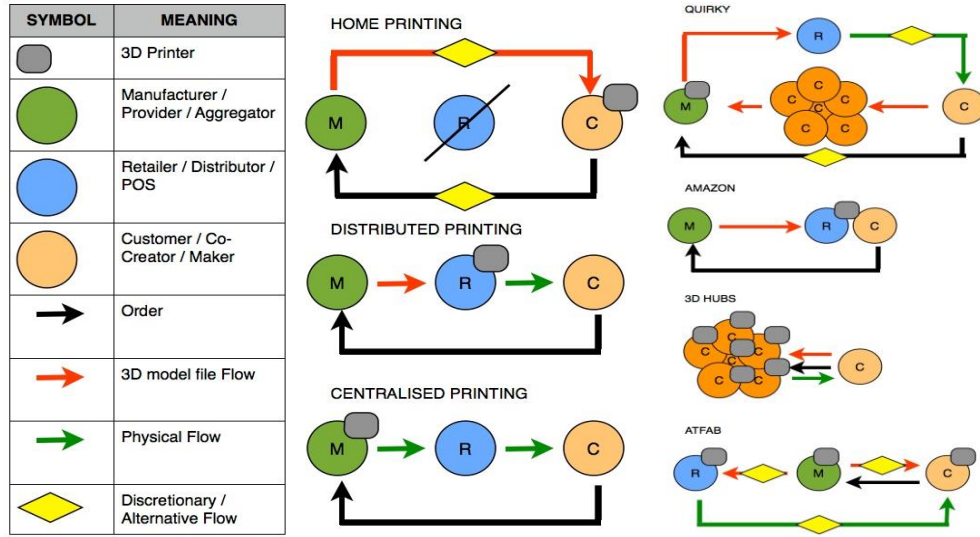 SYMBOL MEANING
3D Printer
Manufacturer /
Provider / Aggregator
Retailer / Distributor /
POS
Customer / Co-
Creator / Maker
Order
3D model file Flow
Physical Flow
Discretionary /
Alternative Flow
HOME PRINTING
M R C
DISTRIBUTED PRINTING
M R C
CENTRALISED PRINTING
M R C
QUIRKY
R
M C C C C C C C
AMAZON
M R C
3D HUBS
C C C C C C C
ATFAB
R M C